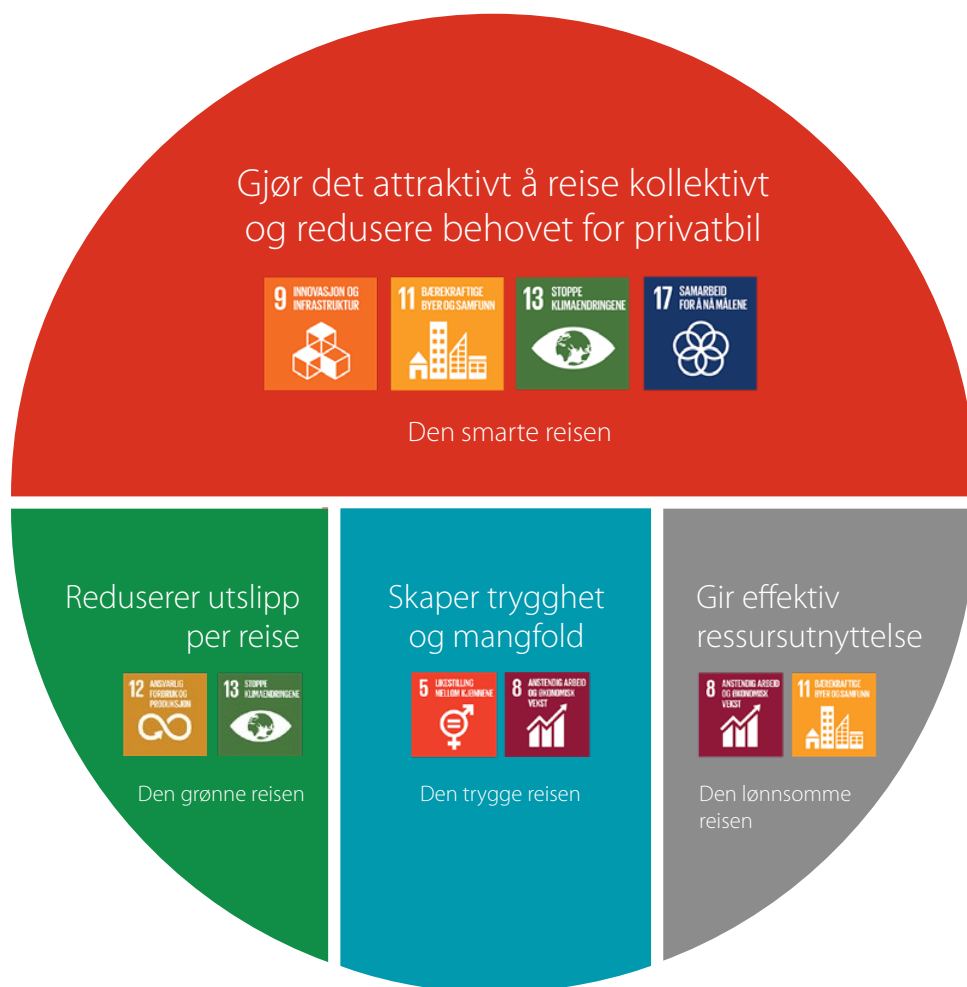 Gjør det attraktivt å reise kollektivt
og redusere behovet for privatbil
9 INNOVASJON OG
INFRASTRUKTUR
11 BÆREKRAFTIGE
BYER OG SAMFUNN
13 STOPPE
KLIMAENDRINGENE
17 SAMARBEID
FOR Å NÅ MÅLENE
Den smarte reisen
Reduserer utslipp
per reise
12 ANSVARLIG
FORBRUK OG
PRODUKSJON
13 STOPPE
KLIMAENDRINGENE
Den grønne reisen
Skaper trygghet
og mangfold
5 LIKESTILLING
MELLOM KJØNNENE
8 ANSTENDIG ARBEID
OG ØKONOMISK
VEKST
Den trygge reisen
Gir effektiv
ressursutnyttelse
8 ANSTENDIG ARBEID
OG ØKONOMISK
VEKST
11 BÆREKRAFTIGE
BYER OG SAMFUNN
Den lønnsomme
reisen